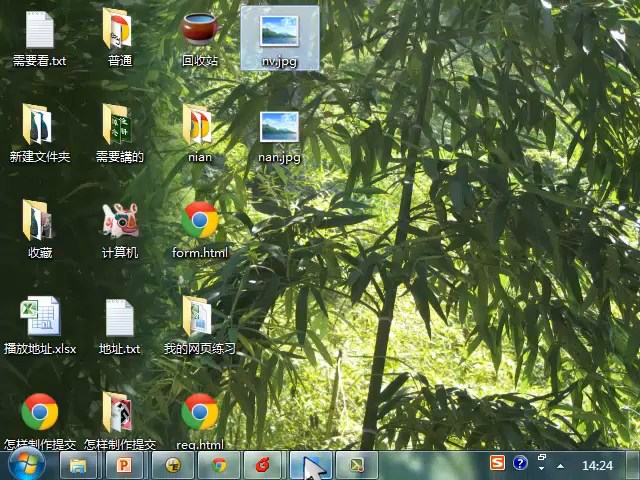 需要看.txt
普通
回收站
nv.jpg
新建文件夹
需要講的
nian
nan.jpg
收藏
计算机
form.html
播放地址.xlsx
地址.txt
我的网页练习
怎样制作提交
怎样制作提交
reg.html
14:24